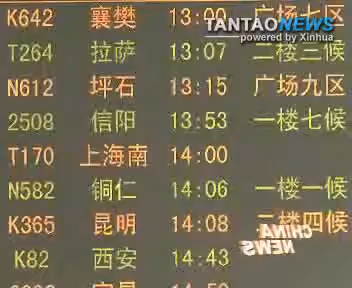 K642 襄樊 13:00 广场七区
TANTAONEWS
powered by Xinhua
T264 拉萨 13:07 二楼三候
N612 坪石 13:15 广场九区
2508 信阳 13:53 一楼七候
T170 上海南 14:00
N582 铜仁 14:06 一楼一候
K365 昆明 14:08 二楼四候
CHINA NEWS
K82 西安 14:43